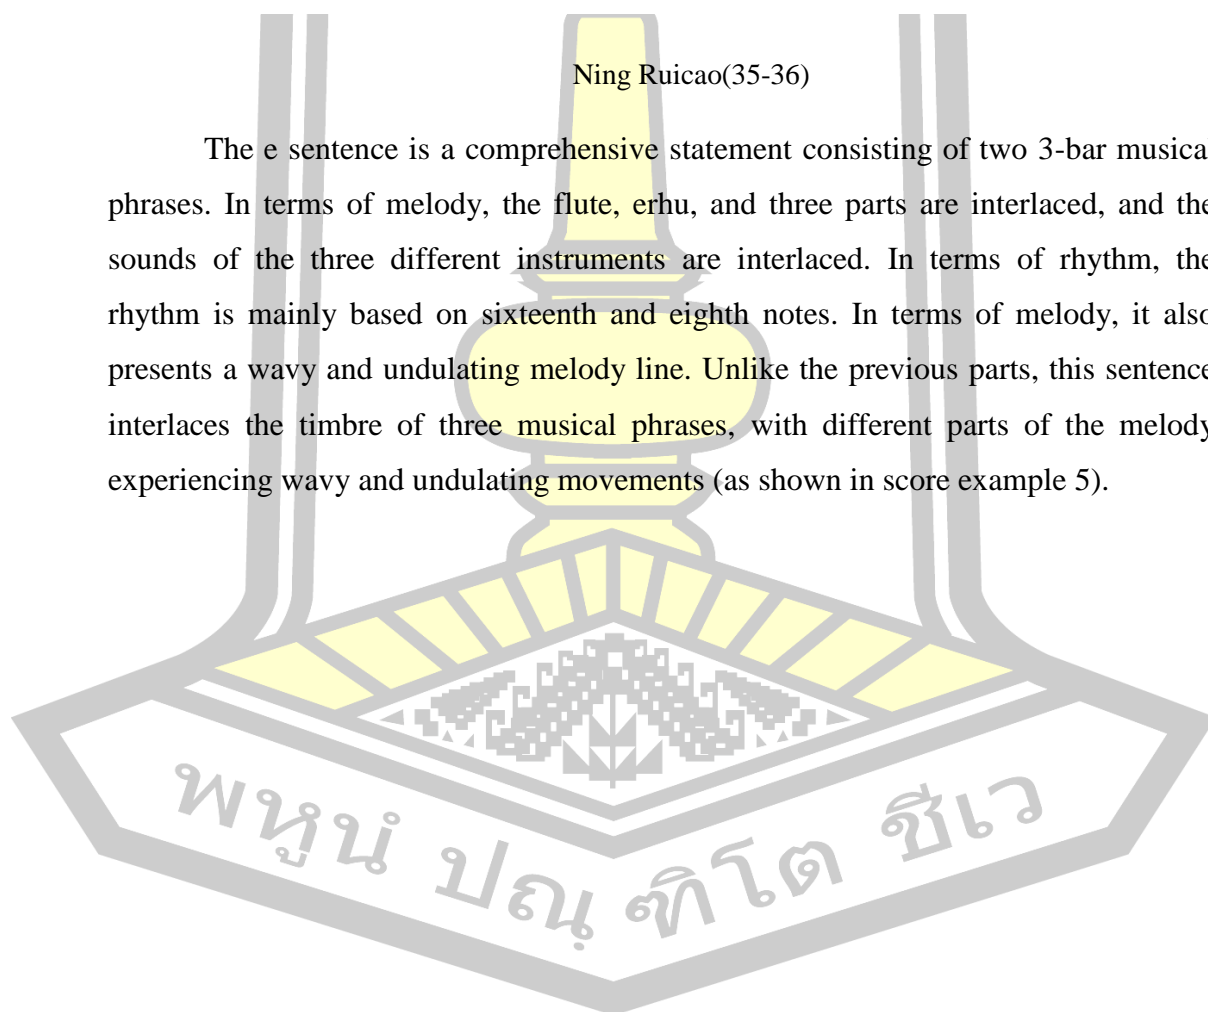 Ning Ruicao(35-36)
The e sentence is a comprehensive statement consisting of two 3-bar musica
phrases. In terms of melody, the flute, erhu, and three parts are interlaced, and the
sounds of the three different instruments are interlaced. In terms of rhythm, the
rhythm is mainly based on sixteenth and eighth notes. In terms of melody, it also
presents a wavy and undulating melody line. Unlike the previous parts, this sentence
interlaces the timbre of three musical phrases, with different parts of the melody
experiencing wavy and undulating movements (as shown in score example 5).
พหูนํ ปณฺฑิโต ชีเว